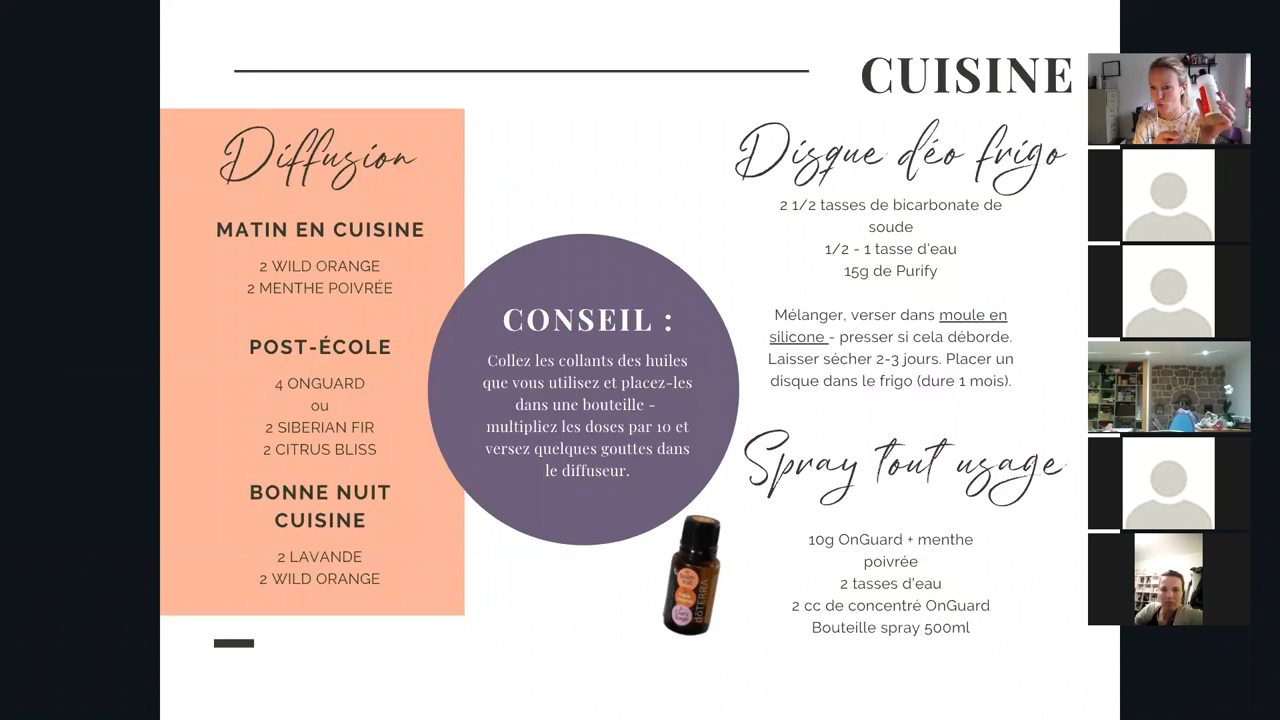 CUISINE
Diffusion
MATIN EN CUISINE
2 WILD ORANGE
2 MENTHE POIVRÉE
POST-ÉCOLE
4 ONGUARD
ou
2 SIBERIAN FIR
2 CITRUS BLISS
BONNE NUIT
CUISINE
2 LAVANDE
2 WILD ORANGE
CONSEIL :
Collez les collants des huiles
que vous utilisez et placez-les
dans une bouteille -
multipliez les doses par 10 et
versez quelques gouttes dans
le diffuseur.
dōTERRA
Disque déo frigo
2 1/2 tasses de bicarbonate de
soude
1/2 - 1 tasse d'eau
15g de Purify
Mélanger, verser dans moule en
silicone - presser si cela déborde.
Laisser sécher 2-3 jours. Placer un
disque dans le frigo (dure 1 mois).
Spray tout usage
10g OnGuard + menthe
poivrée
2 tasses d'eau
2 cc de concentré OnGuard
Bouteille spray 500ml